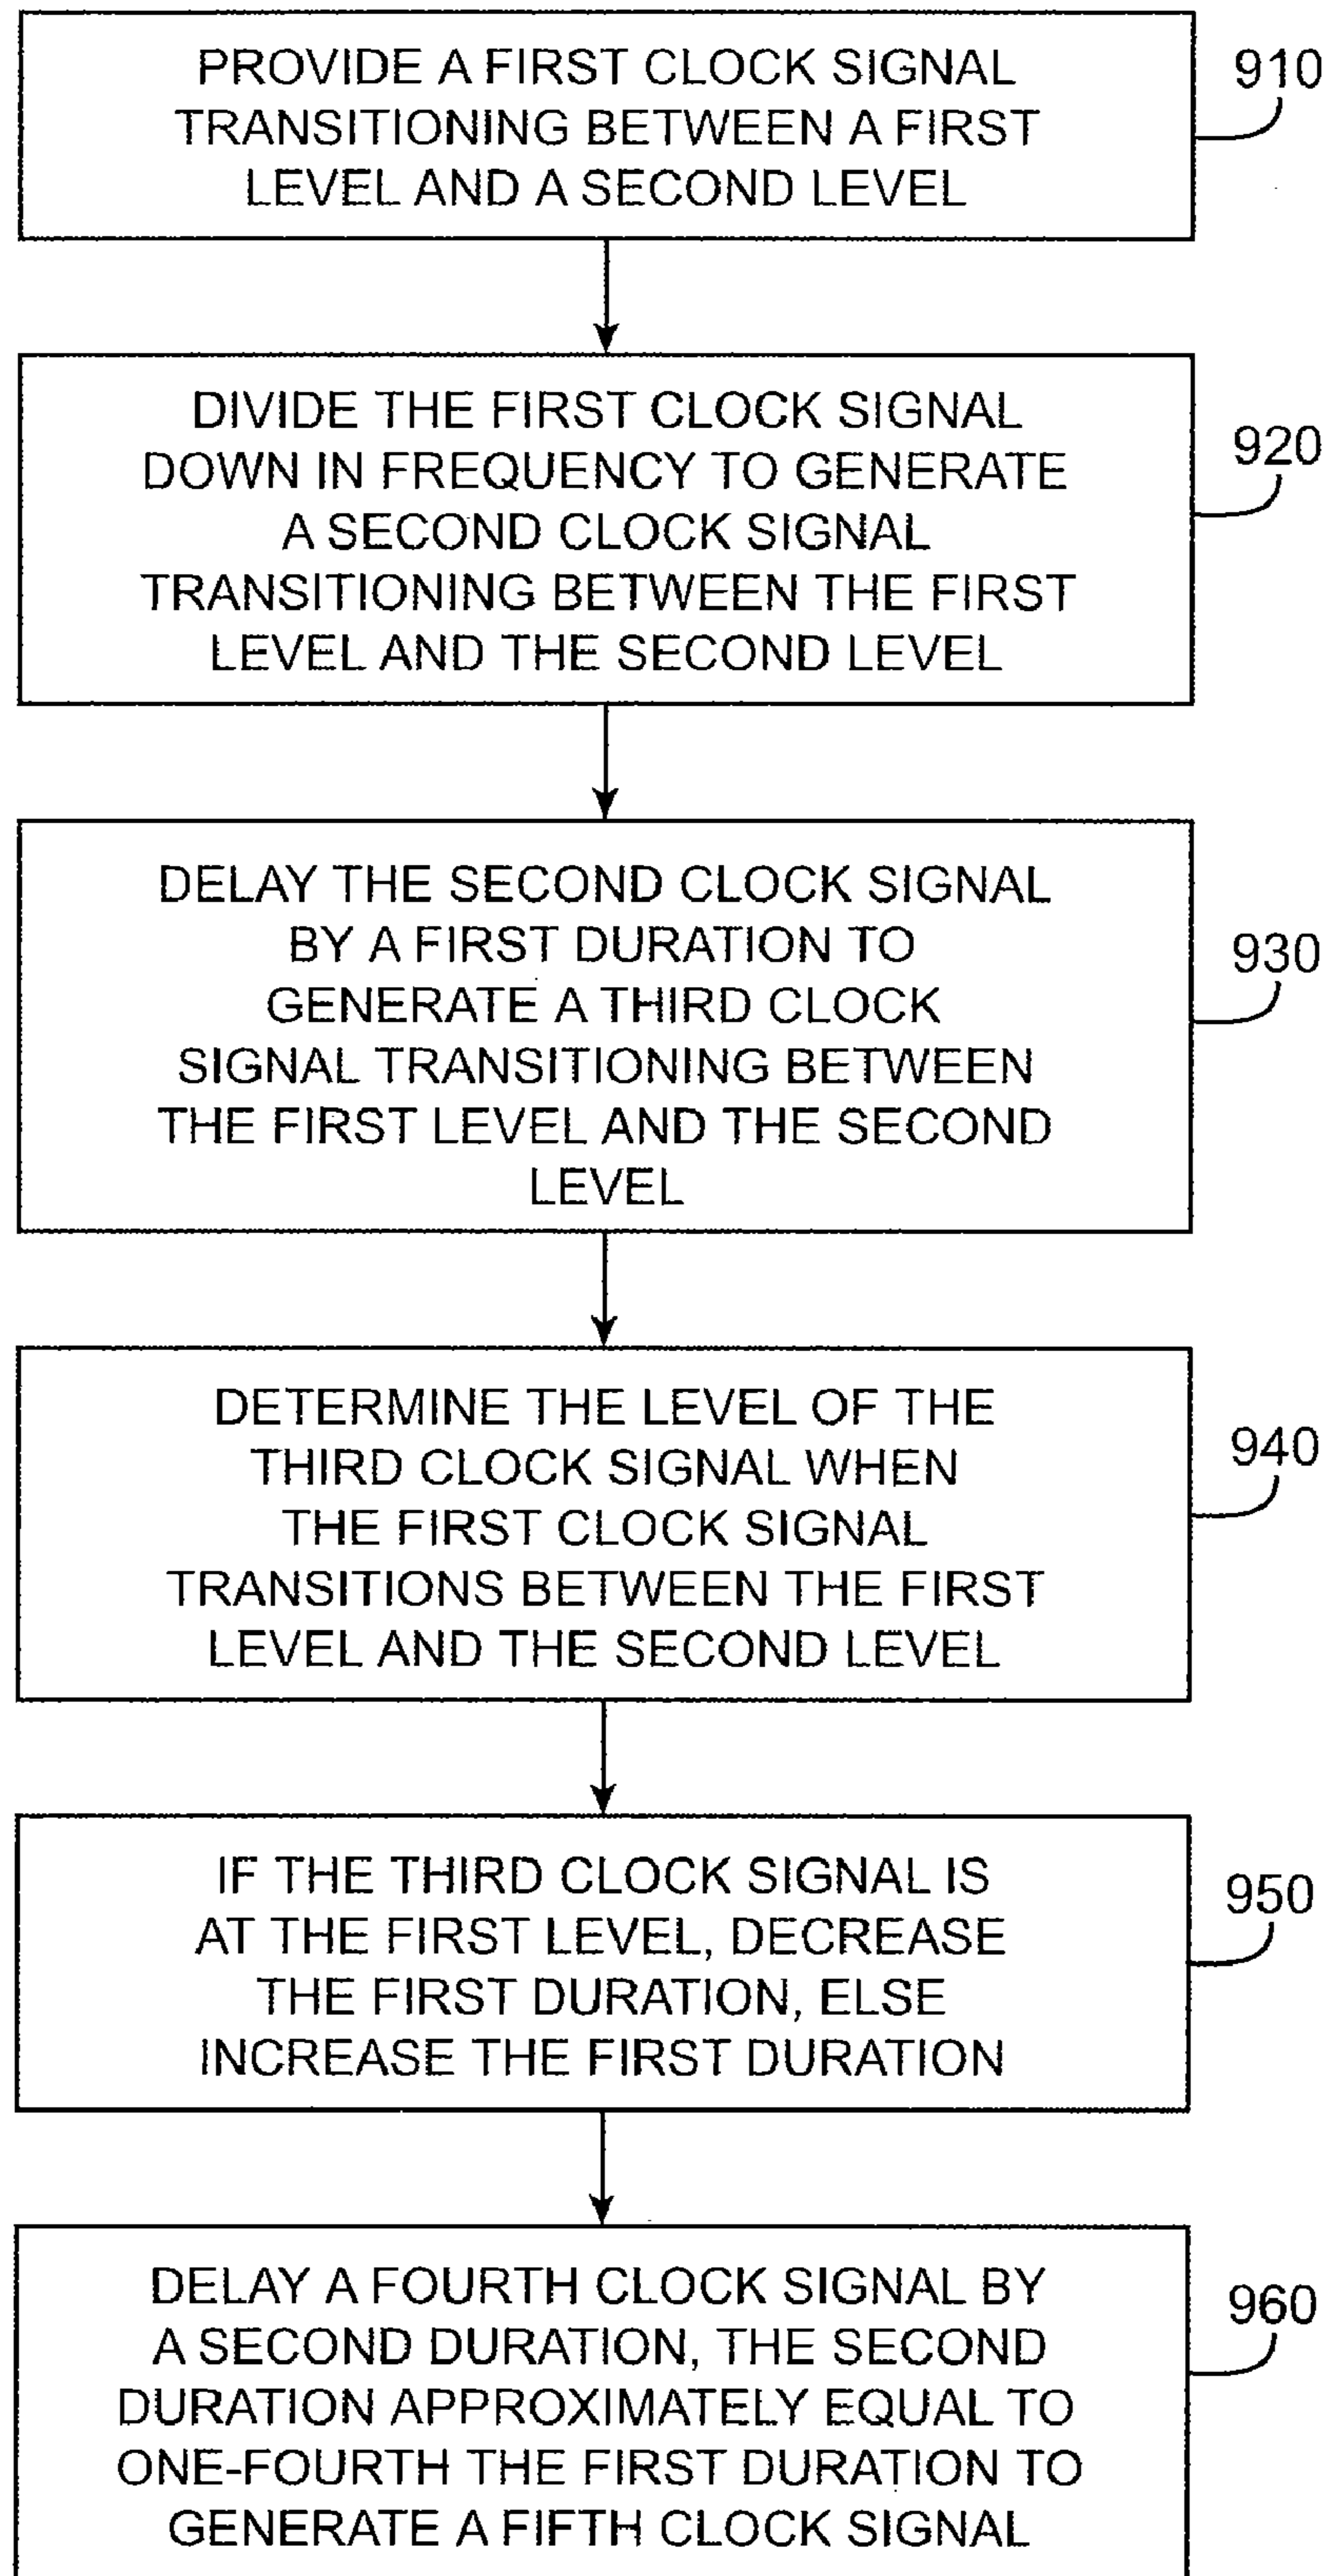 PROVIDE A FIRST CLOCK SIGNAL
TRANSITIONING BETWEEN A FIRST
LEVEL AND A SECOND LEVEL
910
DIVIDE THE FIRST CLOCK SIGNAL
DOWN IN FREQUENCY TO GENERATE
A SECOND CLOCK SIGNAL
TRANSITIONING BETWEEN THE FIRST
LEVEL AND THE SECOND LEVEL
920
DELAY THE SECOND CLOCK SIGNAL
BY A FIRST DURATION TO
GENERATE A THIRD CLOCK
SIGNAL TRANSITIONING BETWEEN
THE FIRST LEVEL AND THE SECOND
LEVEL
930
DETERMINE THE LEVEL OF THE
THIRD CLOCK SIGNAL WHEN
THE FIRST CLOCK SIGNAL
TRANSITIONS BETWEEN THE FIRST
LEVEL AND THE SECOND LEVEL
940
IF THE THIRD CLOCK SIGNAL IS
AT THE FIRST LEVEL, DECREASE
THE FIRST DURATION, ELSE
INCREASE THE FIRST DURATION
950
DELAY A FOURTH CLOCK SIGNAL BY
A SECOND DURATION, THE SECOND
DURATION APPROXIMATELY EQUAL TO
ONE-FOURTH THE FIRST DURATION TO
GENERATE A FIFTH CLOCK SIGNAL
960